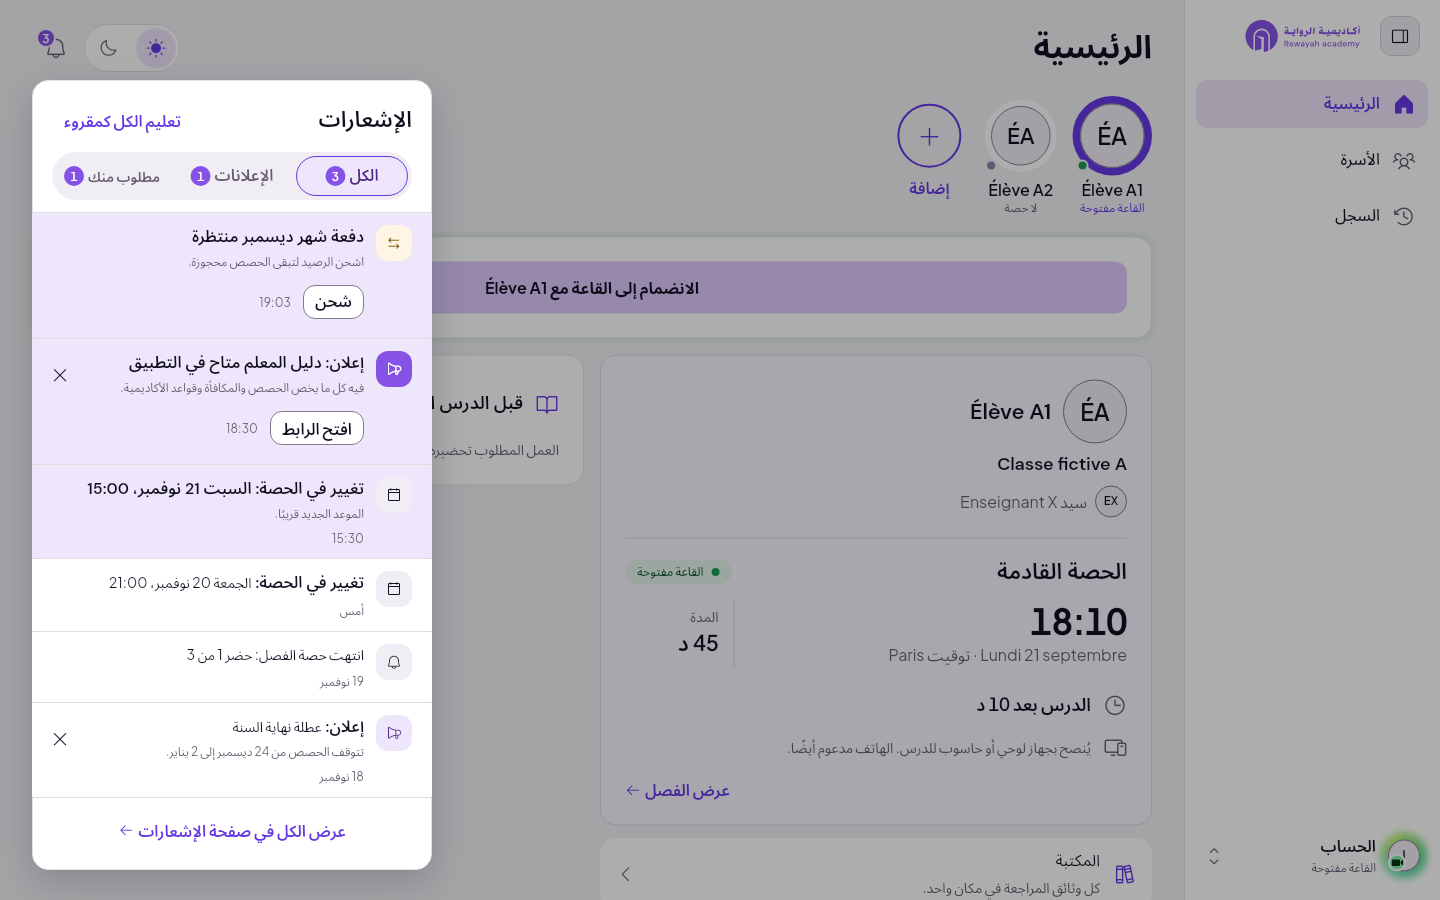 أكاديمية الرواية
Rewayah academy
الرئيسية
الأسرة
السجل
الحساب
القاعة مفتوحة
الرئيسية
3
ÉA
Élève A1
القاعة مفتوحة
ÉA
Élève A2
لا حصة
إضافة
الانضمام إلى القاعة مع Élève A1
ÉA
Élève A1
Classe fictive A
EX
سيد Enseignant X
الحصة القادمة
القاعة مفتوحة
18:10
Lundi 21 septembre · توقيت Paris
المدة
45 د
الدرس بعد 10 د
يُنصح بجهاز لوحي أو حاسوب للدرس. الهاتف مدعوم أيضًا.
عرض الفصل
المكتبة
كل وثائق المراجعة في مكان واحد.
قبل الدرس
العمل المطلوب تحضيره
الإشعارات
تعليم الكل كمقروء
الكل 3
الإعلانات 1
مطلوب منك 1
دفعة شهر ديسمبر منتظرة
اشحن الرصيد لتبقى الحصص محجوزة.
شحن
19:03
إعلان: دليل المعلم متاح في التطبيق
فيه كل ما يخص الحصص والمكافأة وقواعد الأكاديمية.
افتح الرابط
18:30
تغيير في الحصة: السبت 21 نوفمبر، 15:00
الموعد الجديد قريبًا.
15:30
تغيير في الحصة: الجمعة 20 نوفمبر، 21:00
أمس
انتهت حصة الفصل: حضر 1 من 3
19 نوفمبر
إعلان: عطلة نهاية السنة
تتوقف الحصص من 24 ديسمبر إلى 2 يناير.
18 نوفمبر
عرض الكل في صفحة الإشعارات